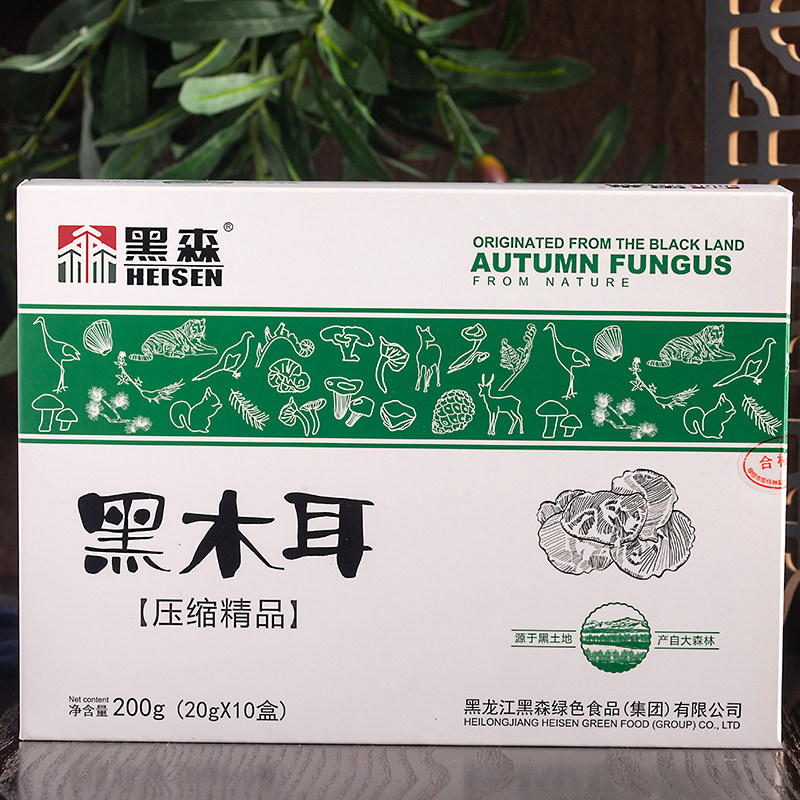 黑森®
HEISEN
ORIGINATED FROM THE BLACK LAND
AUTUMN FUNGUS
FROM NATURE
合格
黑木耳
【压缩精品】
源于黑土地
产自大森林
Net content
净含量 200g (20gX10盒)
黑龙江黑森绿色食品(集团)有限公司
HEILONGJIANG HEISEN GREEN FOOD (GROUP) CO., LTD